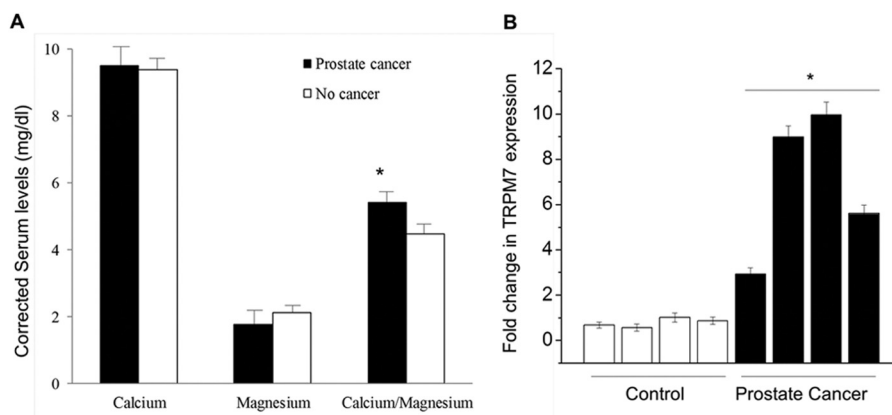 A
Corrected Serum levels (mg/dl)
10
8
6
4
2
0
Prostate cancer
No cancer
*
Calcium
Magnesium
Calcium/Magnesium
B
Fold change in TRPM7 expression
12
10
8
6
4
2
0
*
Control
Prostate Cancer